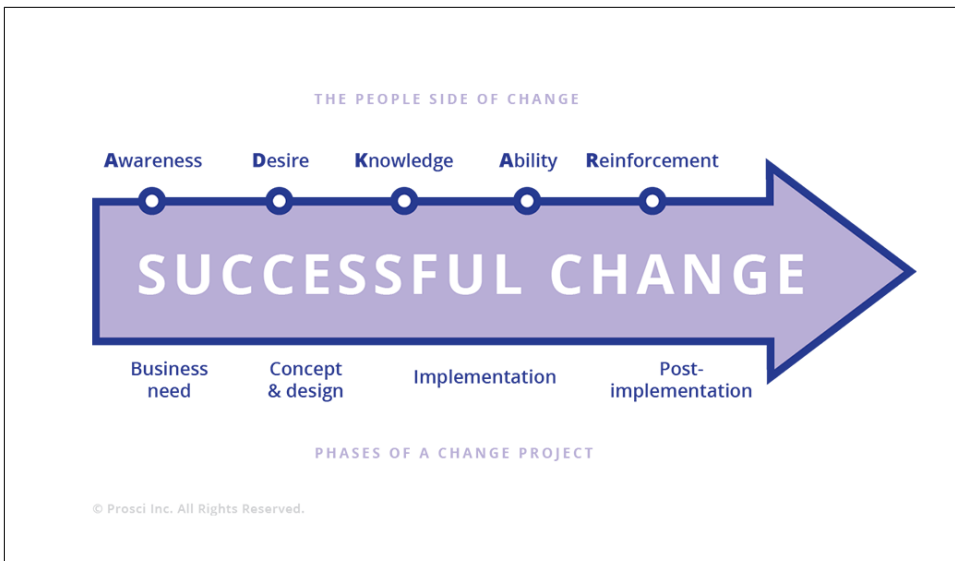 THE PEOPLE SIDE OF CHANGE
Awareness Desire Knowledge Ability Reinforcement
SUCCESSFUL CHANGE
Business need Concept & design Implementation Post-implementation
PHASES OF A CHANGE PROJECT
© Prosci Inc. All Rights Reserved.